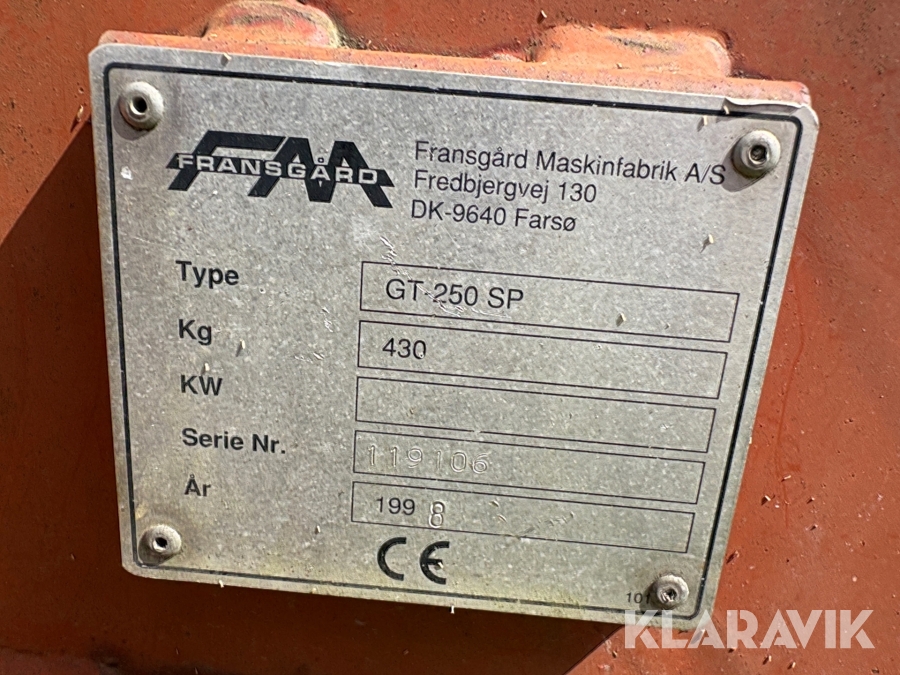 FRANSGÅRD
Fransgård Maskinfabrik A/S
Fredbjergvej 130
DK-9640 Farsø
Type GT-250 SP
Kg 430
KW
Serie Nr. 119106
År 1998
CE
KLARAVIK